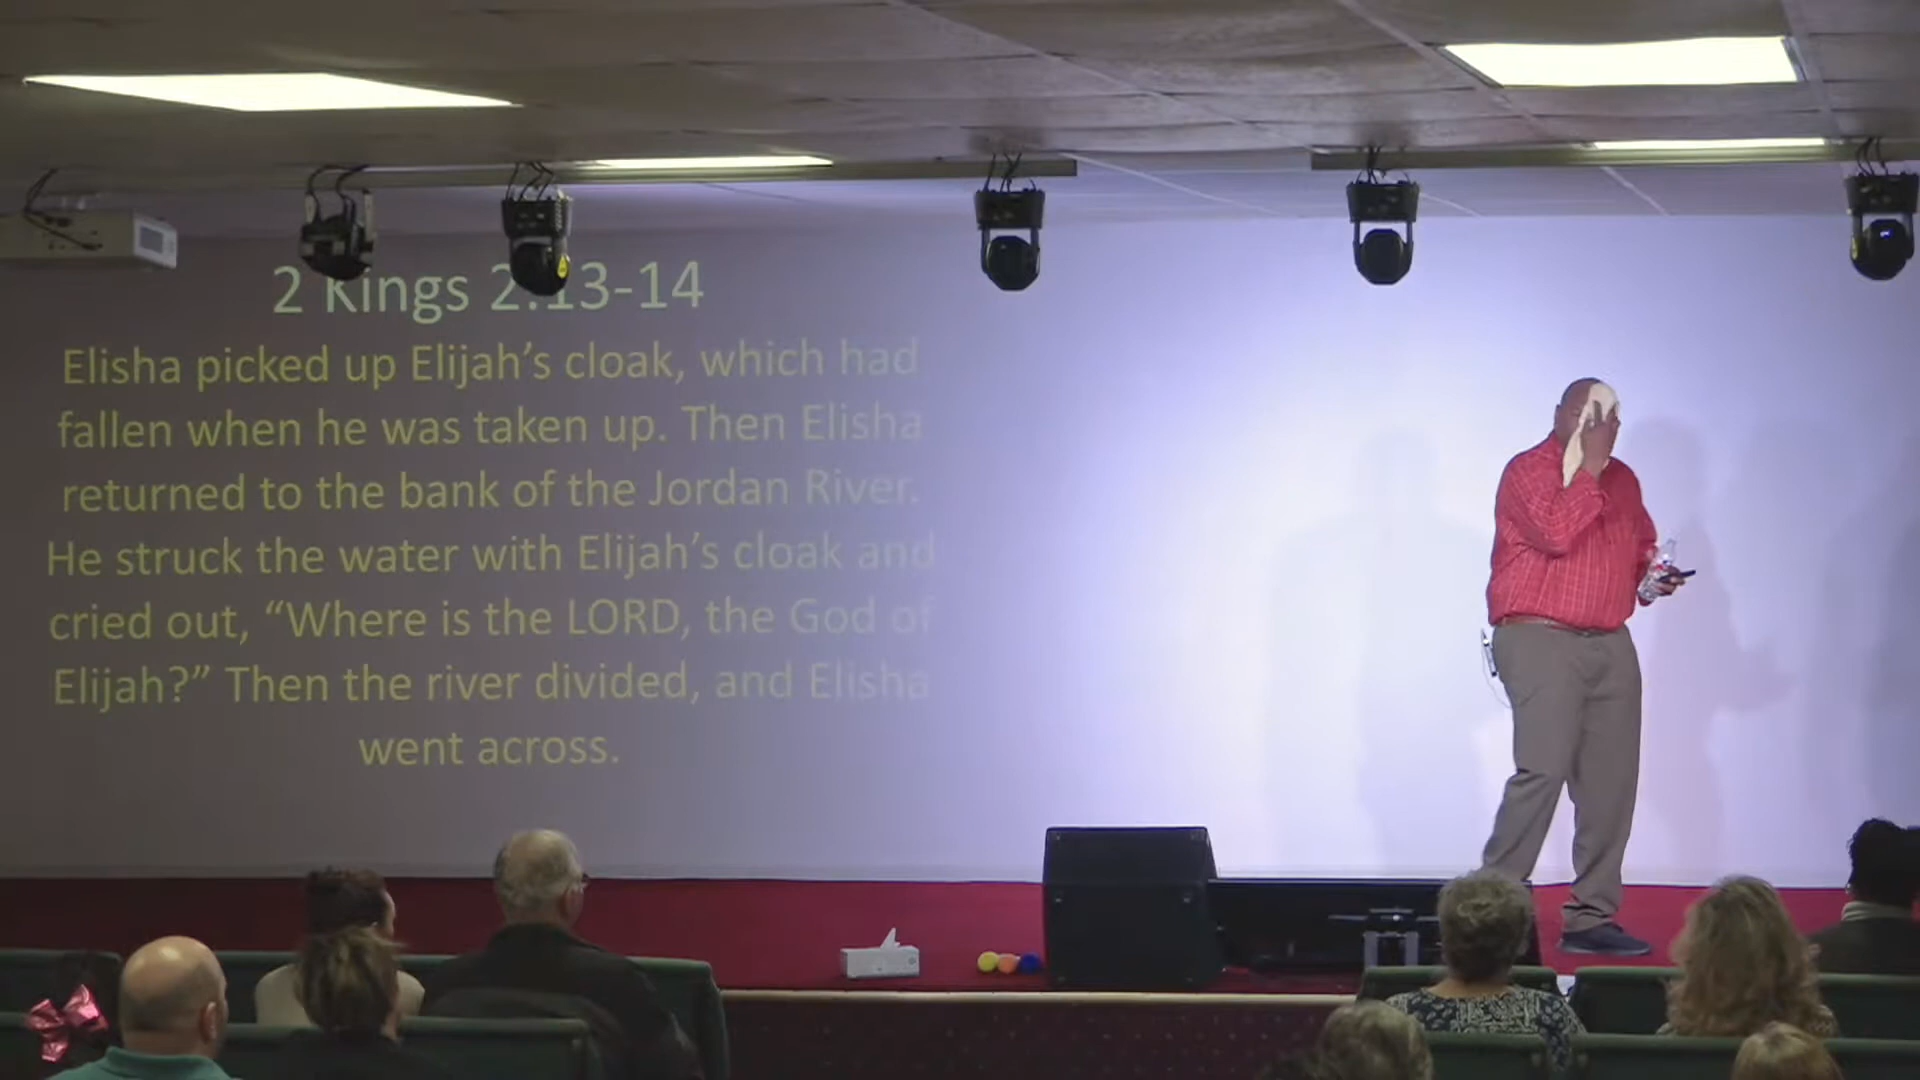 2 Kings 2:13-14
Elisha picked up Elijah’s cloak, which had
fallen when he was taken up. Then Elisha
returned to the bank of the Jordan River.
He struck the water with Elijah’s cloak and
cried out, “Where is the LORD, the God of
Elijah?” Then the river divided, and Elisha
went across.